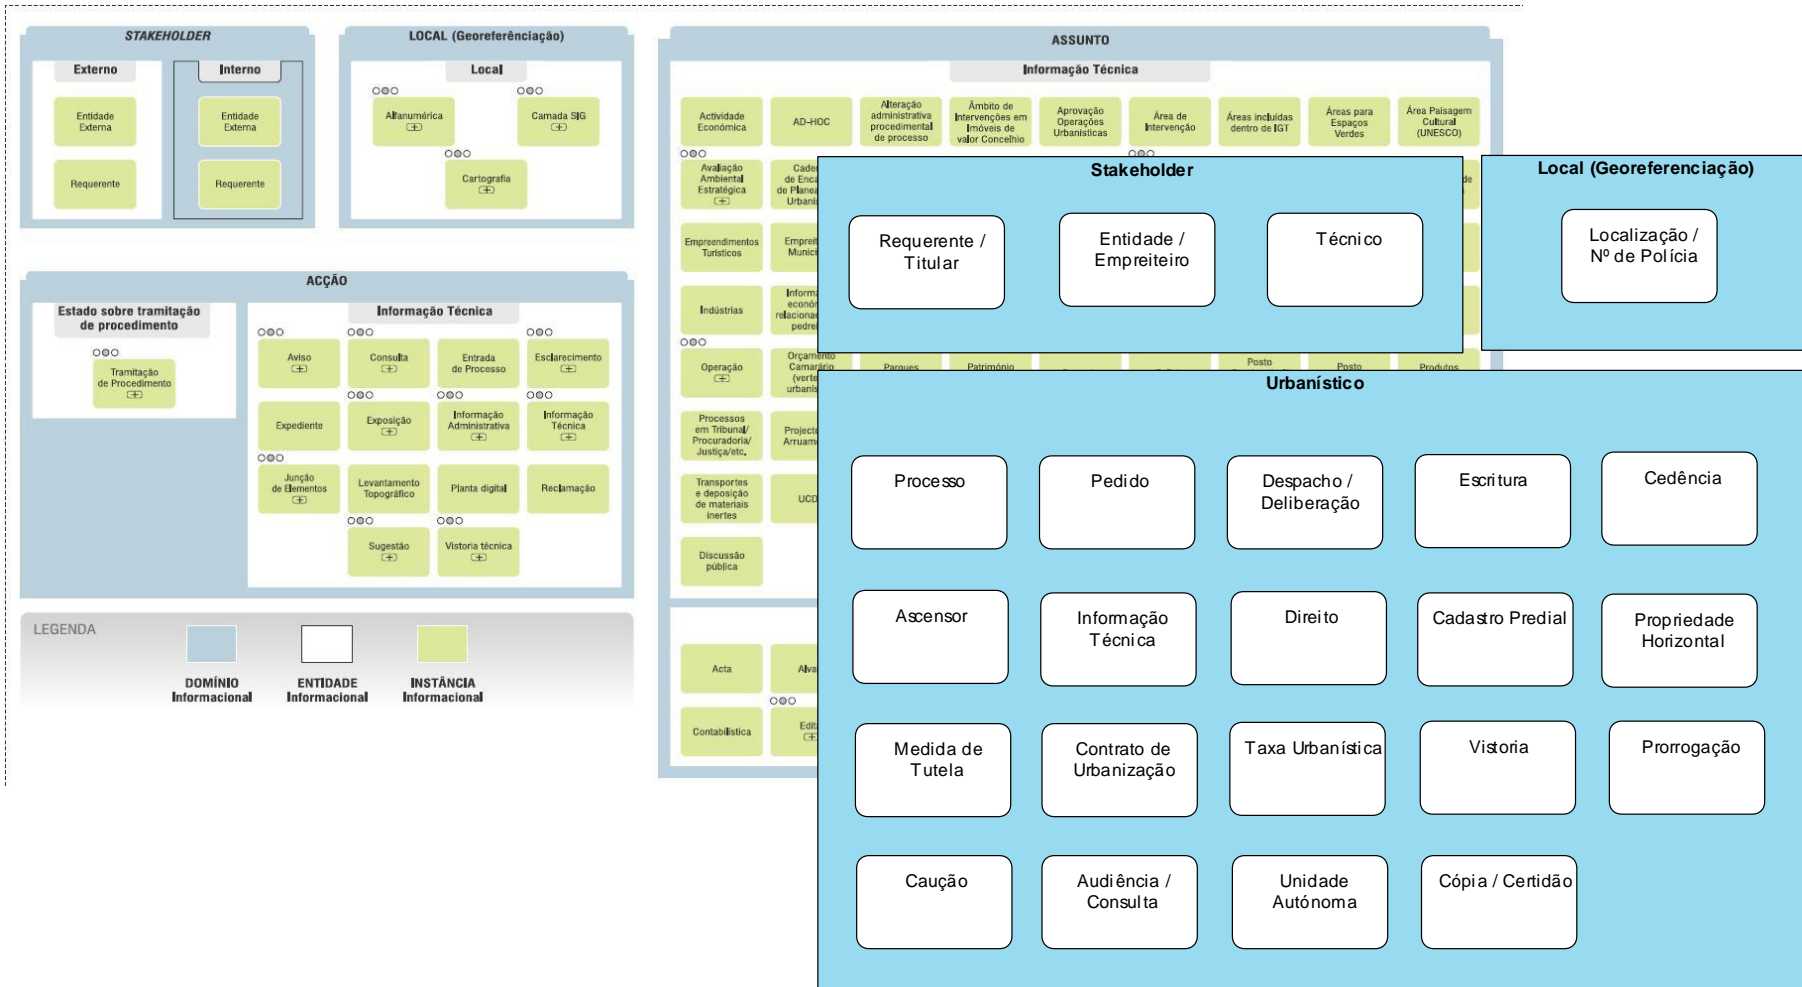 STAKEHOLDER
Externo
Interno
Entidade
Externa
Entidade
Externa
Requerente
Requerente
LOCAL (Georeferênciação)
Local
Alfanumérica
Camada SIG
Cartografia
ACÇÃO
Estado sobre tramitação
de procedimento
Tramitação
de Procedimento
Informação Técnica
Aviso
Consulta
Entrada
de Processo
Esclarecimento
Expediente
Exposição
Informação
Administrativa
Informação
Técnica
Junção
de Elementos
Levantamento
Topográfico
Planta digital
Reclamação
Sugestão
Vistoria técnica
LEGENDA
DOMÍNIO
Informacional
ENTIDADE
Informacional
INSTÂNCIA
Informacional
ASSUNTO
Informação Técnica
Actividade
Económica
AD-HOC
Alteração
administrativa
procedimental
de processo
Âmbito de
Intervenções em
Imóveis de
valor Concelhio
Aprovação
Operações
Urbanísticas
Área de
Intervenção
Áreas incluídas
dentro de IGT
Áreas para
Espaços
Verdes
Área Paisagem
Cultural
(UNESCO)
Avaliação
Ambiental
Estratégica
Empreendimentos
Turísticos
Indústrias
Operação
Orçamento
Camarário
Parques
Património
Posto
Posto
Produtos
Processos
em Tribunal/
Procuradoria/
Justiça/etc.
Transportes
e deposição
de materiais
inertes
Discussão
pública
Acta
Contabilística
Stakeholder
Requerente /
Titular
Entidade /
Empreiteiro
Técnico
Local (Georeferenciação)
Localização /
Nº de Polícia
Urbanístico
Processo
Pedido
Despacho /
Deliberação
Escritura
Cedência
Ascensor
Informação
Técnica
Direito
Cadastro Predial
Propriedade
Horizontal
Medida de
Tutela
Contrato de
Urbanização
Taxa Urbanística
Vistoria
Prorrogação
Caução
Audiência /
Consulta
Unidade
Autónoma
Cópia / Certidão